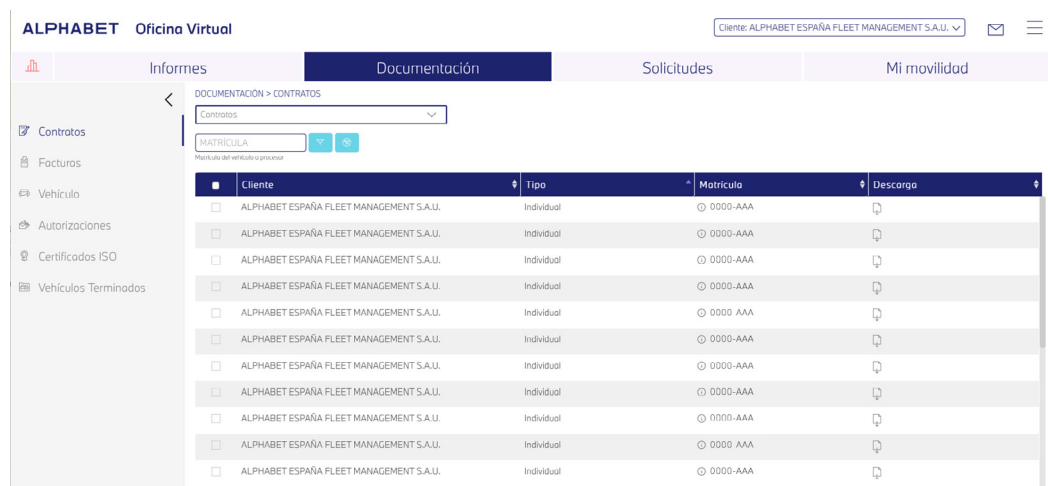 ALPHABET Oficina Virtual
Cliente: ALPHABET ESPAÑA FLEET MANAGEMENT S.A.U.
Informes Documentación Solicitudes Mi movilidad
DOCUMENTACIÓN > CONTRATOS
Contratos
MATRÍCULA
Matrícula del vehículo a procesar
Contratos
Facturas
Vehículo
Autorizaciones
Certificados ISO
Vehículos Terminados
Cliente Tipo Matrícula Descarga
ALPHABET ESPAÑA FLEET MANAGEMENT S.A.U. Individual 0000-AAA
ALPHABET ESPAÑA FLEET MANAGEMENT S.A.U. Individual 0000-AAA
ALPHABET ESPAÑA FLEET MANAGEMENT S.A.U. Individual 0000-AAA
ALPHABET ESPAÑA FLEET MANAGEMENT S.A.U. Individual 0000-AAA
ALPHABET ESPAÑA FLEET MANAGEMENT S.A.U. Individual 0000-AAA
ALPHABET ESPAÑA FLEET MANAGEMENT S.A.U. Individual 0000-AAA
ALPHABET ESPAÑA FLEET MANAGEMENT S.A.U. Individual 0000-AAA
ALPHABET ESPAÑA FLEET MANAGEMENT S.A.U. Individual 0000-AAA
ALPHABET ESPAÑA FLEET MANAGEMENT S.A.U. Individual 0000-AAA
ALPHABET ESPAÑA FLEET MANAGEMENT S.A.U. Individual 0000-AAA
ALPHABET ESPAÑA FLEET MANAGEMENT S.A.U. Individual 0000-AAA